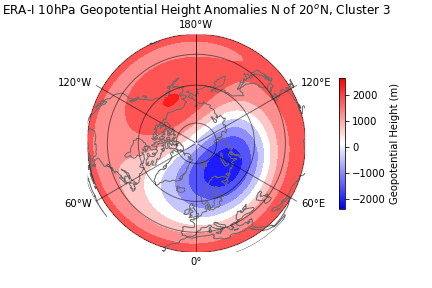 ERA-I 10hPa Geopotential Height Anomalies N of 20°N, Cluster 3
180°W
120°W
120°E
60°W
60°E
0°
2000
1000
0
−1000
−2000
Geopotential Height (m)